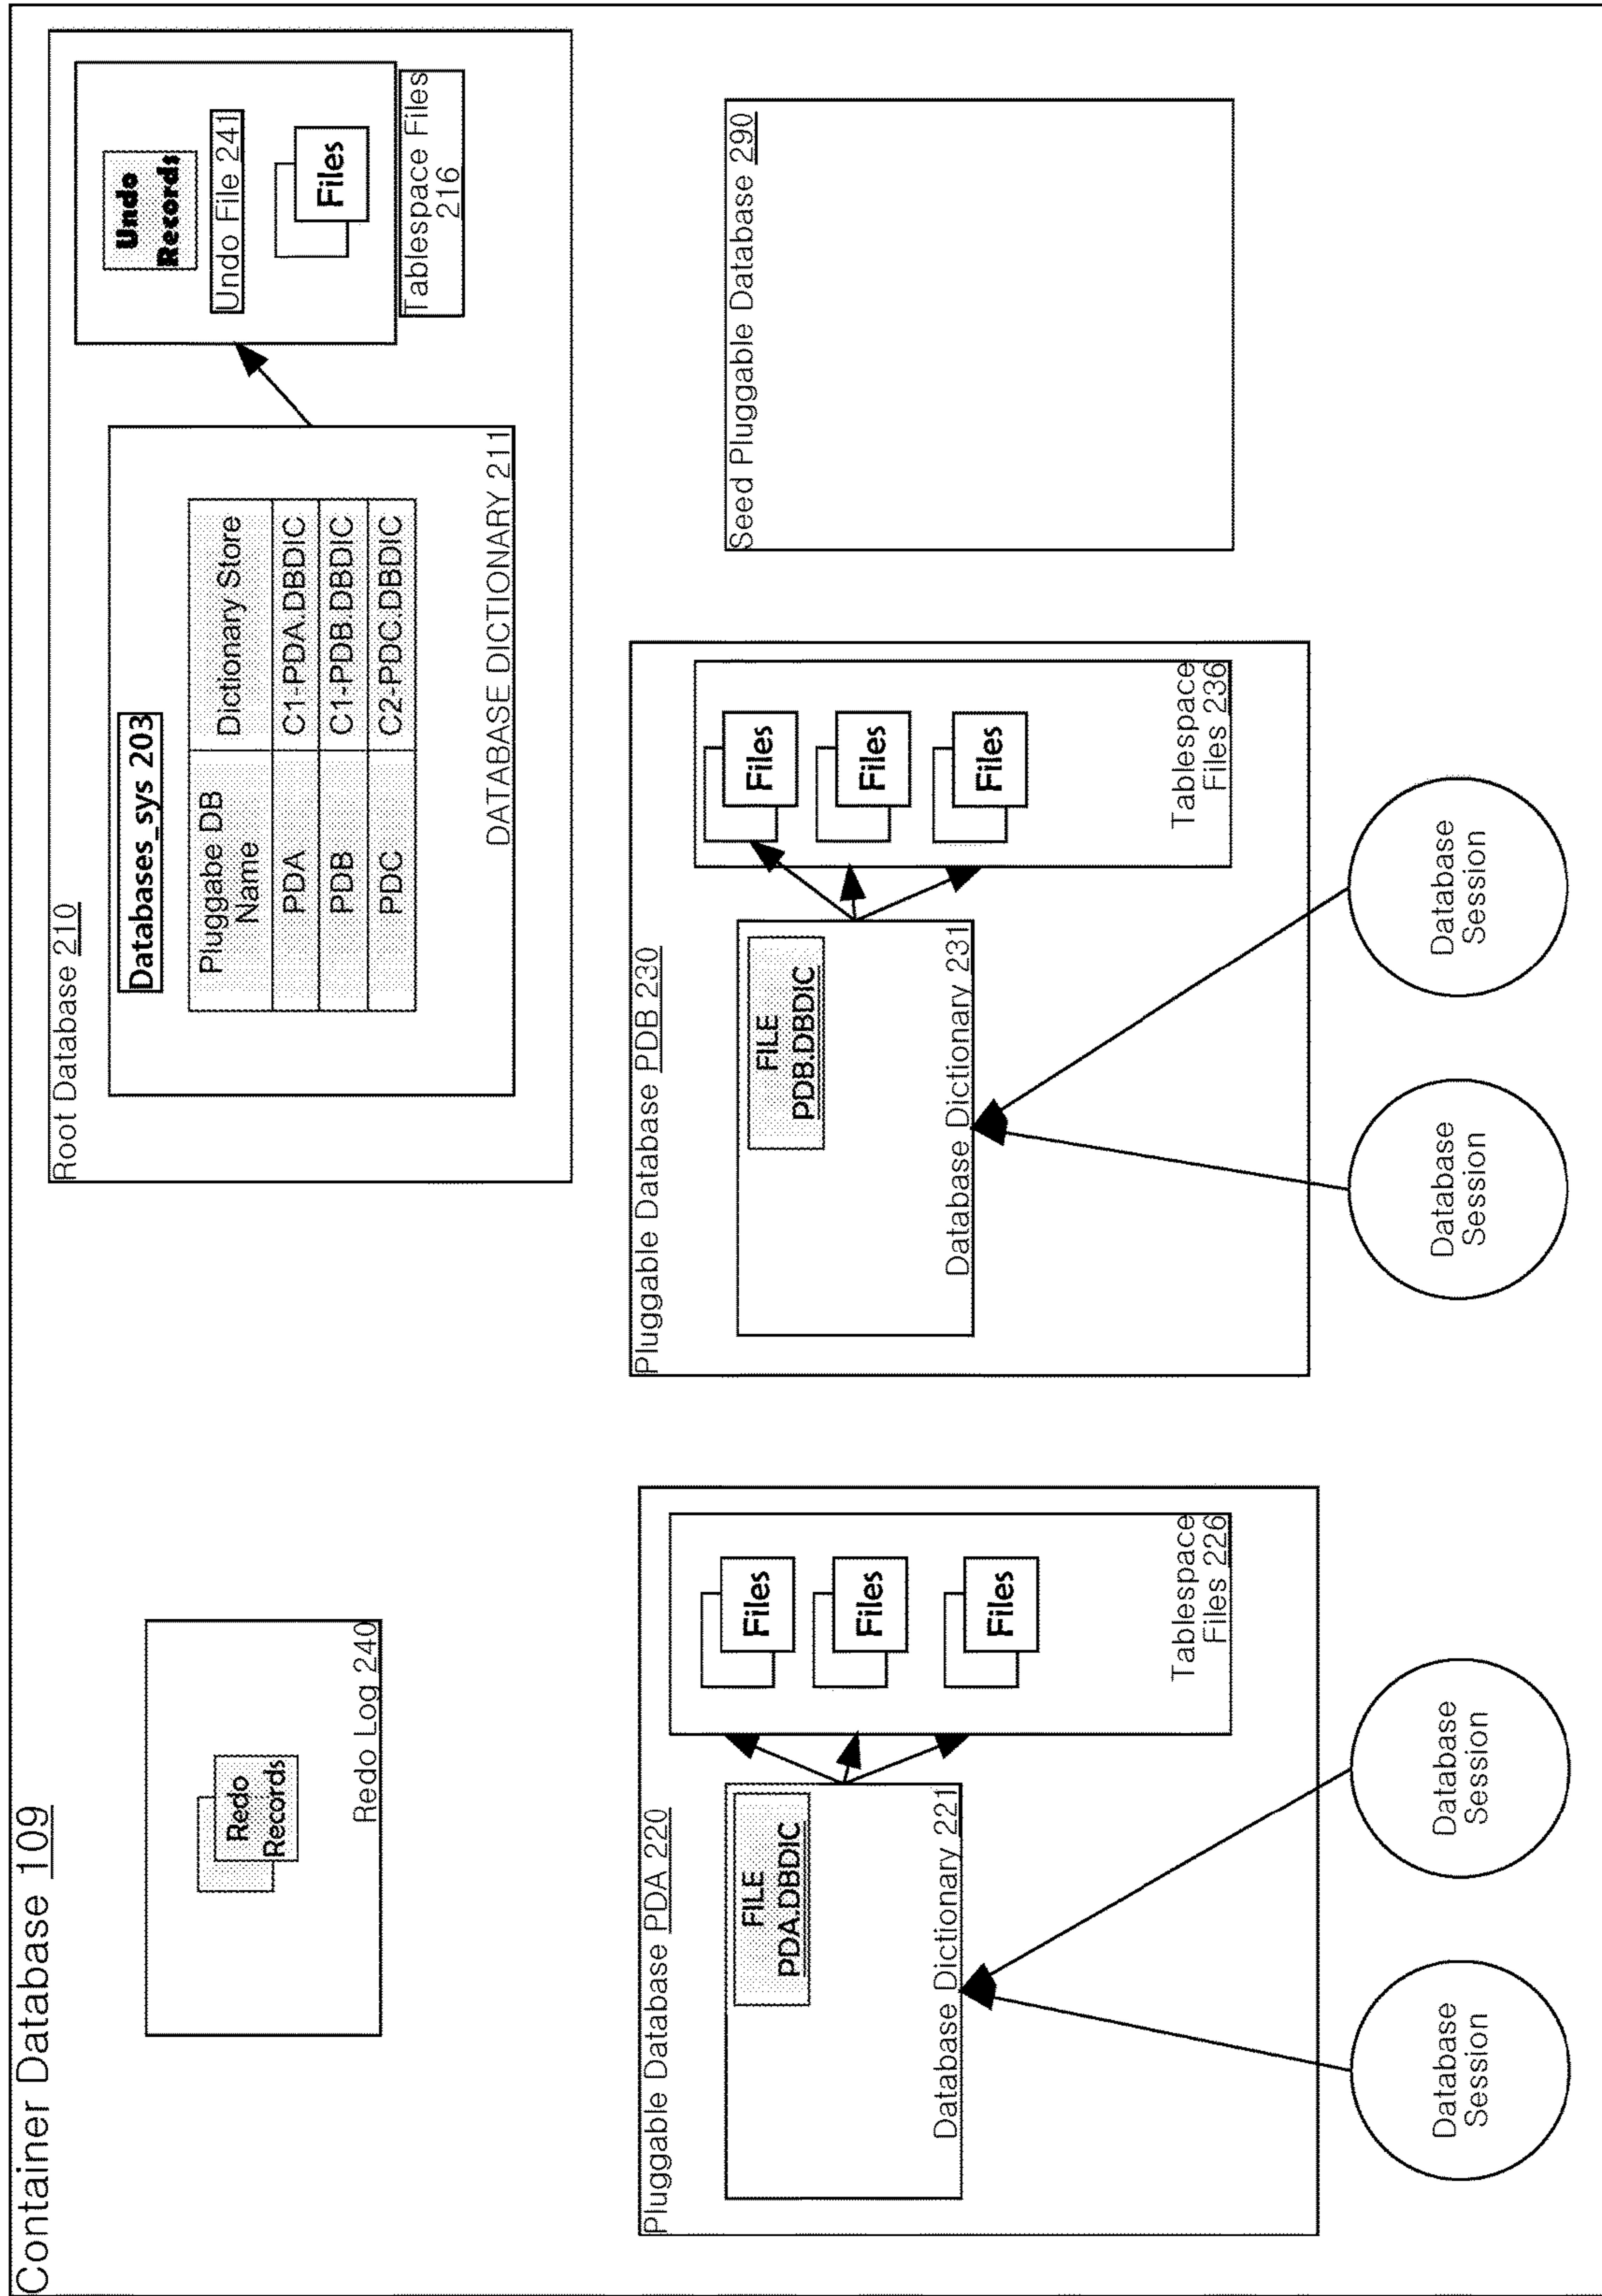 Container Database 109
Redo
Records
Redo Log 240
Root Database 210
Databases_sys 203
Pluggabe DB
Name
Dictionary Store
PDA
C1-PDA.DBDIC
PDB
C1-PDB.DBDIC
PDC
C2-PDC.DBDIC
DATABASE DICTIONARY 211
Undo
Records
Undo File 241
Files
Tablespace Files
216
Pluggable Database PDA 220
FILE
PDA.DBDIC
Database Dictionary 221
Files
Files
Files
Tablespace
Files 226
Database
Session
Database
Session
Pluggable Database PDB 230
FILE
PDB.DBDIC
Database Dictionary 231
Files
Files
Files
Tablespace
Files 236
Database
Session
Database
Session
Seed Pluggable Database 290